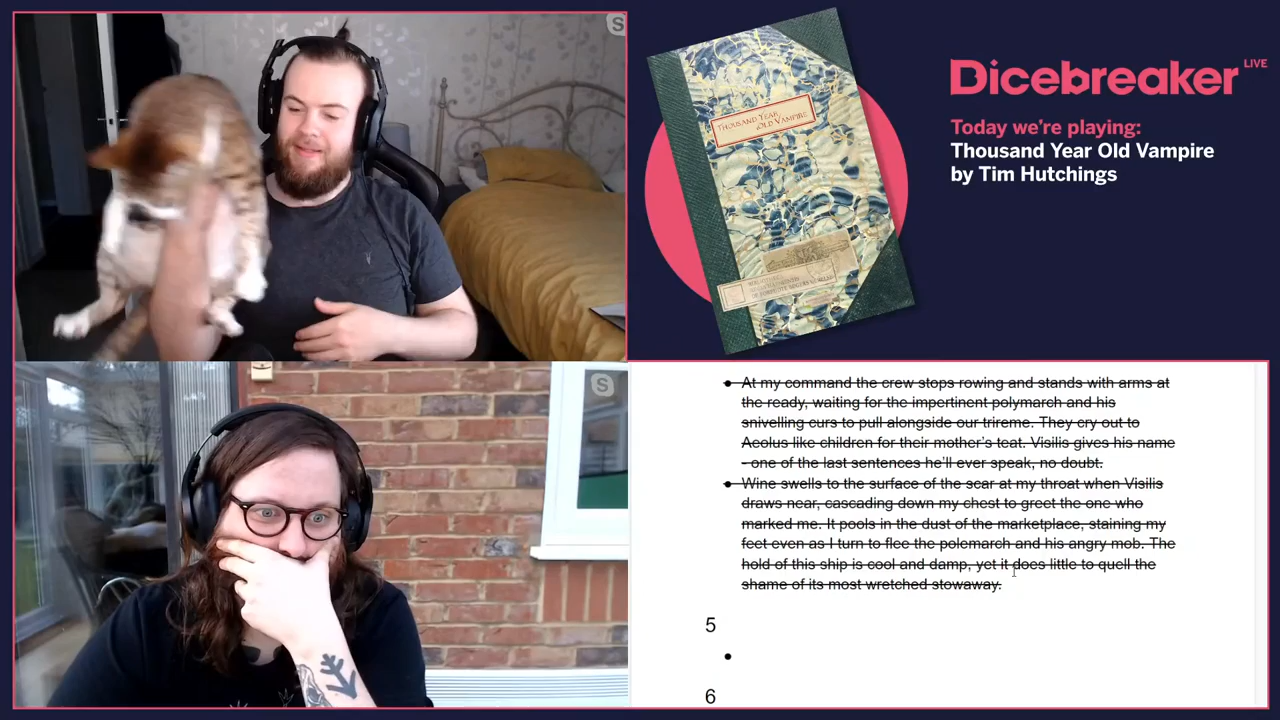 Dicebreaker LIVE
Today we're playing:
Thousand Year Old Vampire
by Tim Hutchings
THOUSAND YEAR
OLD VAMPIRE
S
S
• At my command the crew stops rowing and stands with arms at
the ready, waiting for the impertinent polymarch and his
snivelling curs to pull alongside our trireme. They cry out to
Aeolus like children for their mother's teat. Visilis gives his name
- one of the last sentences he'll ever speak, no doubt.
• Wine swells to the surface of the scar at my throat when Visilis
draws near, cascading down my chest to greet the one who
marked me. It pools in the dust of the marketplace, staining my
feet even as I turn to flee the polemarch and his angry mob. The
hold of this ship is cool and damp, yet it does little to quell the
shame of its most wretched stowaway.
5
•
6